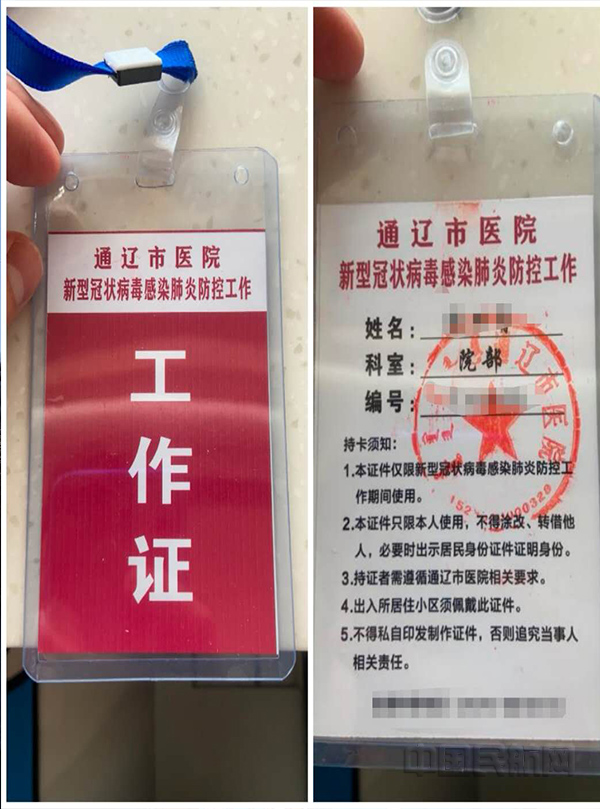 通辽市医院
新型冠状病毒感染肺炎防控工作
工
作
证
通辽市医院
新型冠状病毒感染肺炎防控工作
姓名:
科室: 院部
编号:
辽市医院
持卡须知:
1.本证件仅限新型冠状病毒感染肺炎防控工
作期间使用。
2.本证件只限本人使用,不得涂改、转借他
人,必要时出示居民身份证件证明身份。
3.持证者需遵循通辽市医院相关要求。
4.出入所居住小区须佩戴此证件。
5.不得私自印发制作证件,否则追究当事人
相关责任。
中国民航网